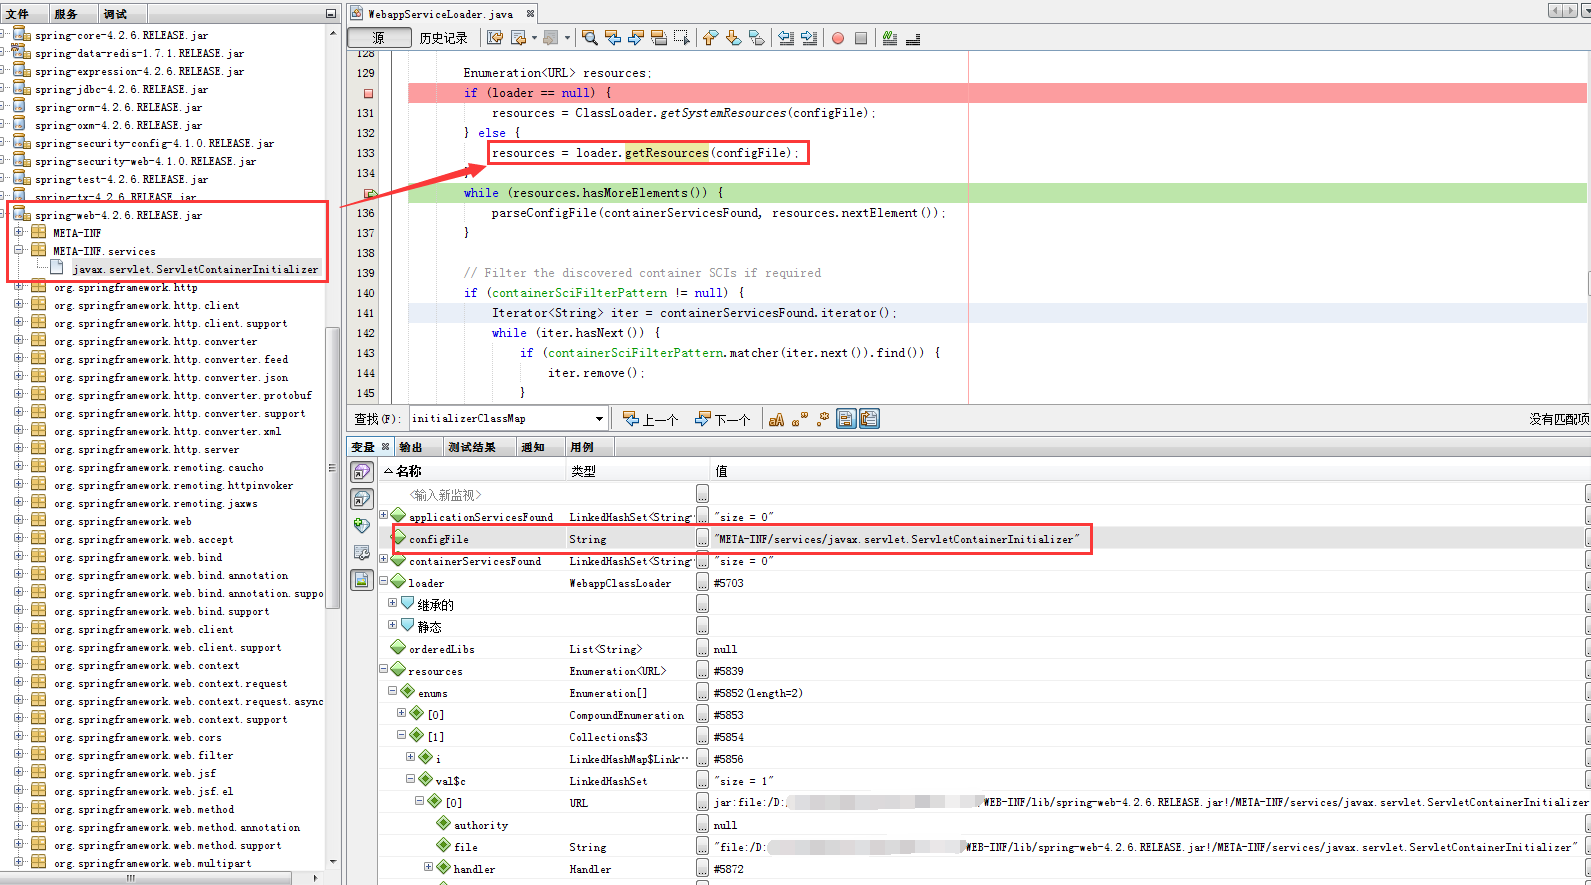 文件
服务
调试
spring-core-4.2.6.RELEASE.jar
spring-data-redis-1.7.1.RELEASE.jar
spring-expression-4.2.6.RELEASE.jar
spring-jdbc-4.2.6.RELEASE.jar
spring-orm-4.2.6.RELEASE.jar
spring-oxm-4.2.6.RELEASE.jar
spring-security-config-4.1.0.RELEASE.jar
spring-security-web-4.1.0.RELEASE.jar
spring-test-4.2.6.RELEASE.jar
spring-tx-4.2.6.RELEASE.jar
spring-web-4.2.6.RELEASE.jar
META-INF
META-INF.services
javax.servlet.ServletContainerInitializer
org.springframework.http
org.springframework.http.client
org.springframework.http.client.support
org.springframework.http.converter
org.springframework.http.converter.feed
org.springframework.http.converter.json
org.springframework.http.converter.protobuf
org.springframework.http.converter.support
org.springframework.http.converter.xml
org.springframework.http.server
org.springframework.remoting.caucho
org.springframework.remoting.httpinvoker
org.springframework.remoting.jaxws
org.springframework.web
org.springframework.web.accept
org.springframework.web.bind
org.springframework.web.bind.annotation
org.springframework.web.bind.annotation.suppo
org.springframework.web.bind.support
org.springframework.web.client
org.springframework.web.client.support
org.springframework.web.context
org.springframework.web.context.request
org.springframework.web.context.request.async
org.springframework.web.context.support
org.springframework.web.cors
org.springframework.web.filter
org.springframework.web.jsf
org.springframework.web.jsf.el
org.springframework.web.method
org.springframework.web.method.annotation
org.springframework.web.method.support
org.springframework.web.multipart
WebappServiceLoader.java
源 历史记录
128
129 Enumeration<URL> resources;
if (loader == null) {
131 resources = ClassLoader.getSystemResources(configFile);
132 } else {
133 resources = loader.getResources(configFile);
134 }
while (resources.hasMoreElements()) {
136 parseConfigFile(containerServicesFound, resources.nextElement());
137 }
138
139 // Filter the discovered container SCIs if required
140 if (containerSciFilterPattern != null) {
141 Iterator<String> iter = containerServicesFound.iterator();
142 while (iter.hasNext()) {
143 if (containerSciFilterPattern.matcher(iter.next()).find()) {
144 iter.remove();
145 }
查找(F): initializerClassMap 上一个 下一个 没有匹配项
变量 输出 测试结果 通知 用例
名称 类型 值
<输入新监视>
applicationServicesFound LinkedHashSet<String "size = 0"
configFile String "META-INF/services/javax.servlet.ServletContainerInitializer"
containerServicesFound LinkedHashSet<String "size = 0"
loader WebappClassLoader #5703
继承的
静态
orderedLibs List<String> null
resources Enumeration<URL> #5839
enums Enumeration[] #5852(length=2)
[0] CompoundEnumeration #5853
[1] Collections$3 #5854
i LinkedHashMap$Link… #5856
val$c LinkedHashSet "size = 1"
[0] URL jar:file:/D: WEB-INF/lib/spring-web-4.2.6.RELEASE.jar!/META-INF/services/javax.servlet.ServletContainerInitializer
authority null
file String "file:/D: WEB-INF/lib/spring-web-4.2.6.RELEASE.jar!/META-INF/services/javax.servlet.ServletContainerInitializer"
handler Handler #5872